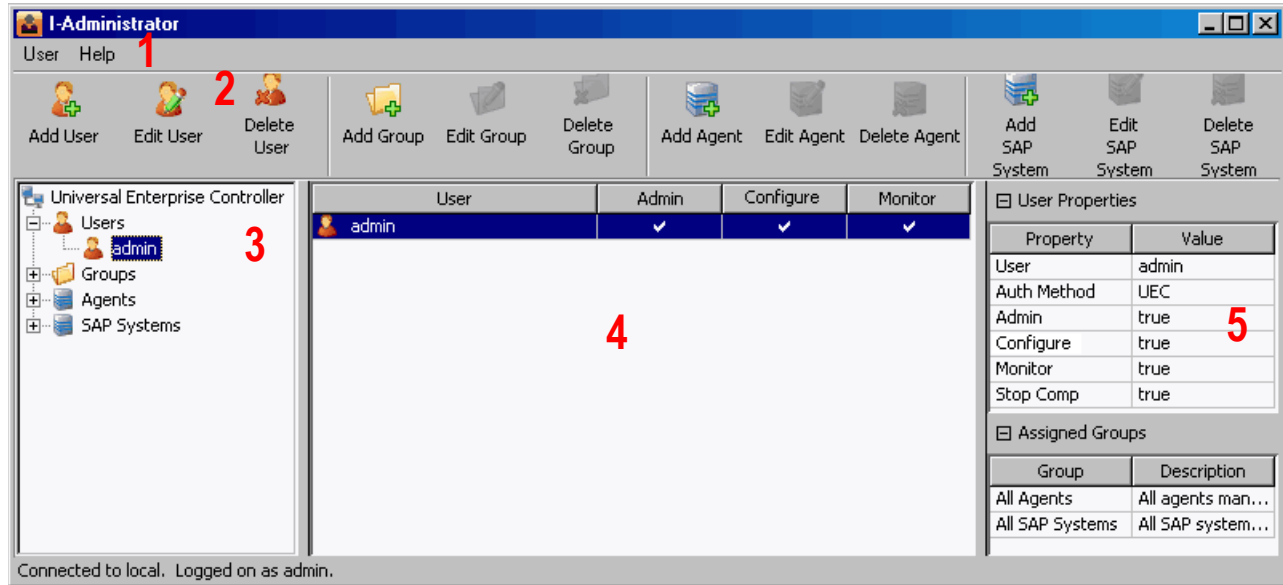 I-Administrator
User Help 1
2
Add User Edit User Delete User Add Group Edit Group Delete Group Add Agent Edit Agent Delete Agent Add SAP System Edit SAP System Delete SAP System
Universal Enterprise Controller
Users
admin
3
Groups
Agents
SAP Systems
User Admin Configure Monitor
admin
4
User Properties
Property Value
User admin
Auth Method UEC
Admin true
Configure true
5
Monitor true
Stop Comp true
Assigned Groups
Group Description
All Agents All agents man...
All SAP Systems All SAP system...
Connected to local. Logged on as admin.